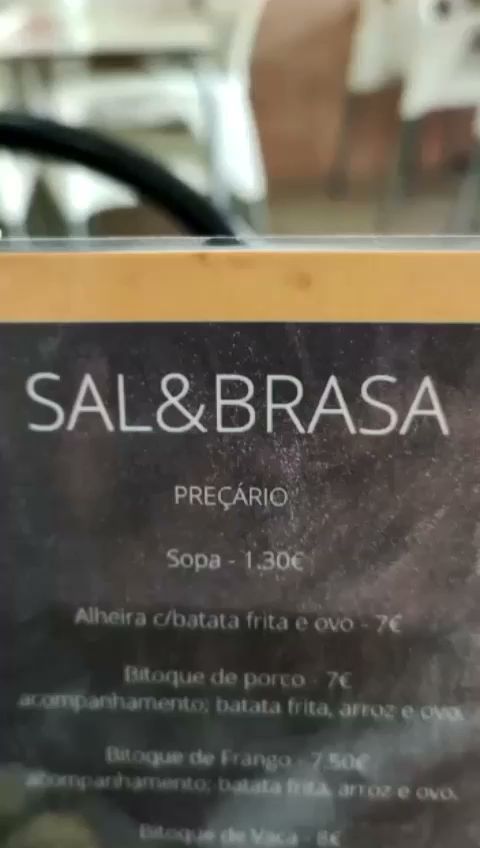 SAL&BRASA
PREÇÁRIO
Sopa - 1.30€
Alheira c/batata frita e ovo - 7€
Bitoque de porco - 7€
acompanhamento: batata frita, arroz e ovo.
Bitoque de Frango - 7,50€
acompanhamento: batata frita, arroz e ovo.
Bitoque de Vaca - 8€